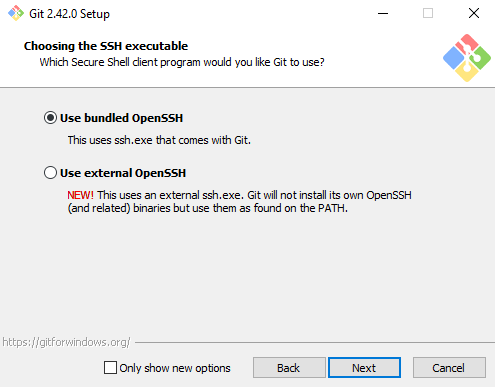 Git 2.42.0 Setup
Choosing the SSH executable
Which Secure Shell client program would you like Git to use?
Use bundled OpenSSH
This uses ssh.exe that comes with Git.
Use external OpenSSH
NEW! This uses an external ssh.exe. Git will not install its own OpenSSH
(and related) binaries but use them as found on the PATH.
https://gitforwindows.org/
Only show new options
Back
Next
Cancel